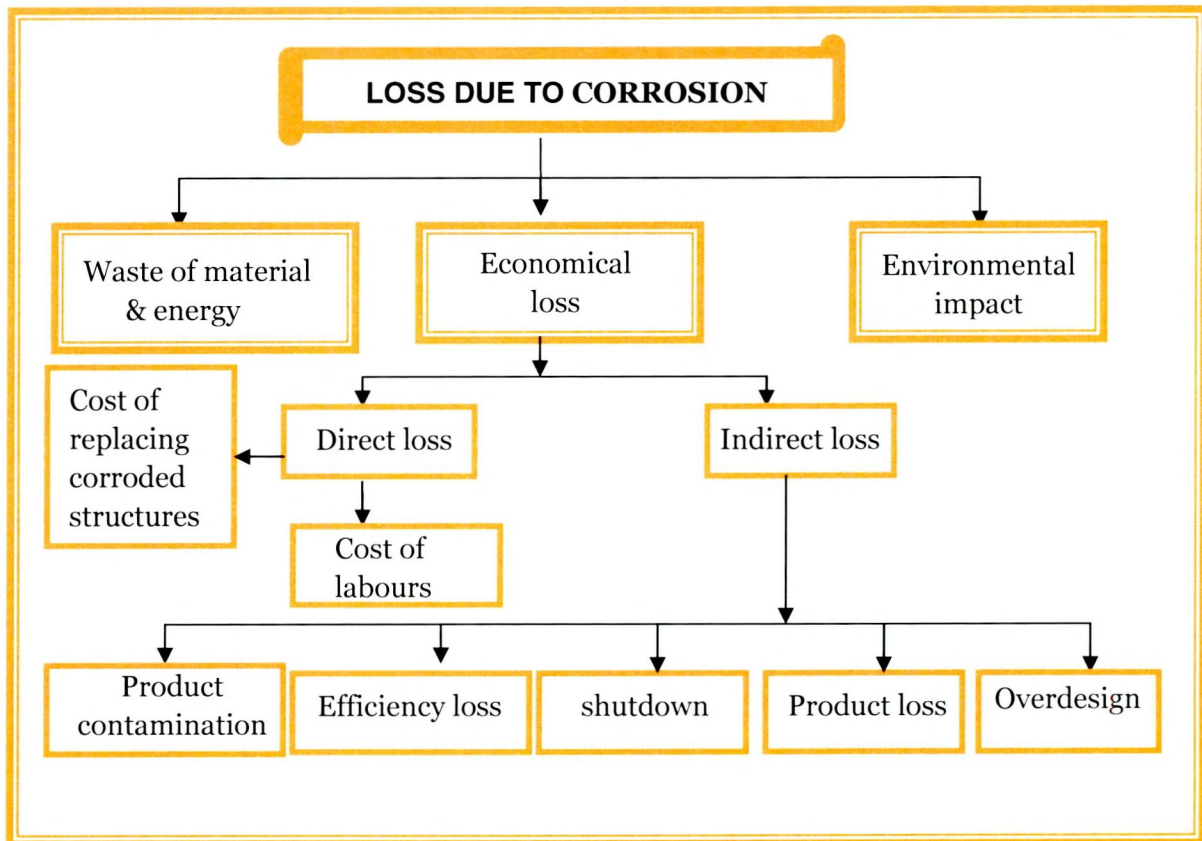 LOSS DUE TO CORROSION
Waste of material
& energy
Economical
loss
Environmental
impact
Cost of
replacing
corroded
structures
Direct loss
Indirect loss
Cost of
labours
Product
contamination
Efficiency loss
shutdown
Product loss
Overdesign